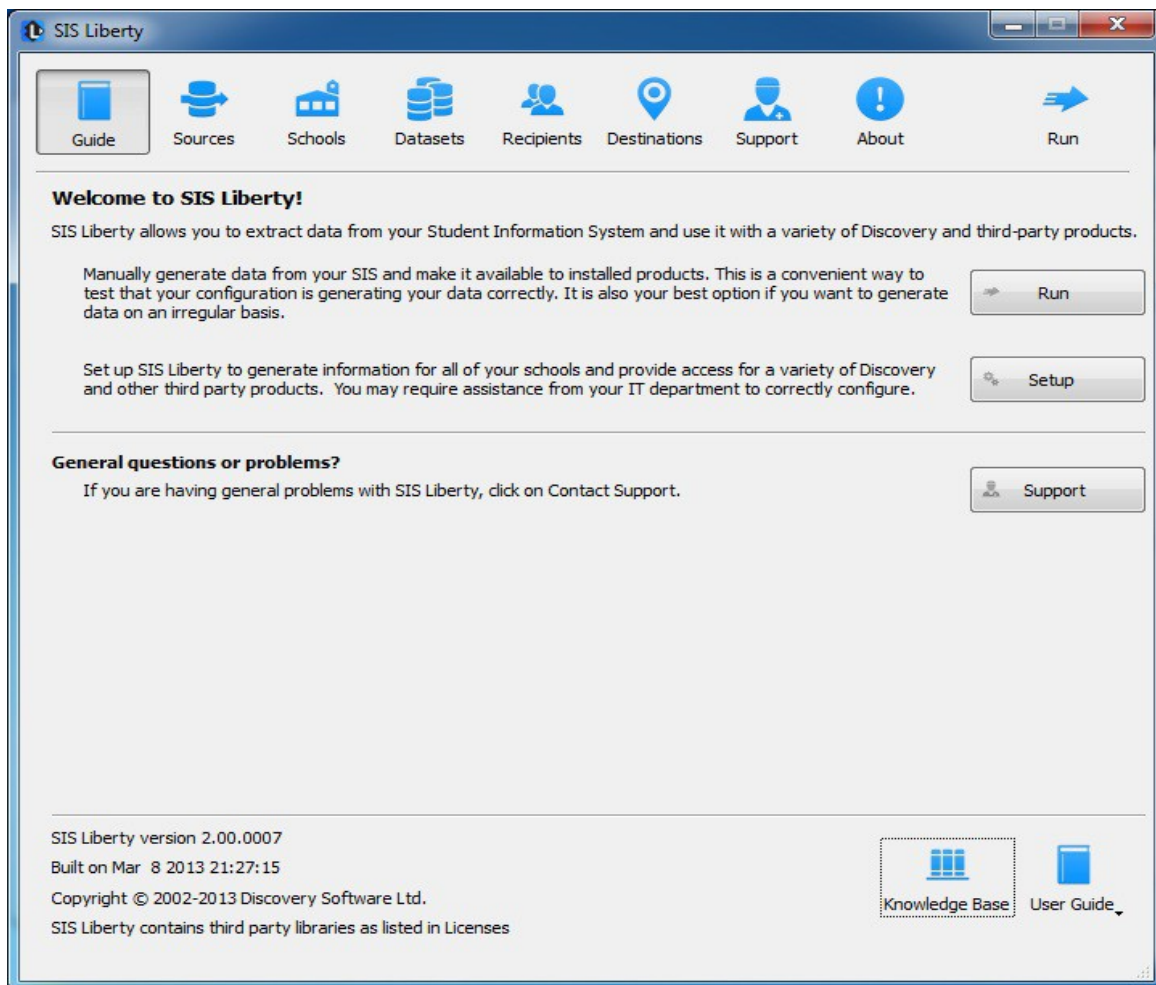 SIS Liberty
Guide Sources Schools Datasets Recipients Destinations Support About Run
Welcome to SIS Liberty!
SIS Liberty allows you to extract data from your Student Information System and use it with a variety of Discovery and third-party products.
Manually generate data from your SIS and make it available to installed products. This is a convenient way to
test that your configuration is generating your data correctly. It is also your best option if you want to generate
data on an irregular basis.
Run
Set up SIS Liberty to generate information for all of your schools and provide access for a variety of Discovery
and other third party products. You may require assistance from your IT department to correctly configure.
Setup
General questions or problems?
If you are having general problems with SIS Liberty, click on Contact Support.
Support
SIS Liberty version 2.00.0007
Built on Mar 8 2013 21:27:15
Copyright © 2002-2013 Discovery Software Ltd.
SIS Liberty contains third party libraries as listed in Licenses
Knowledge Base User Guide